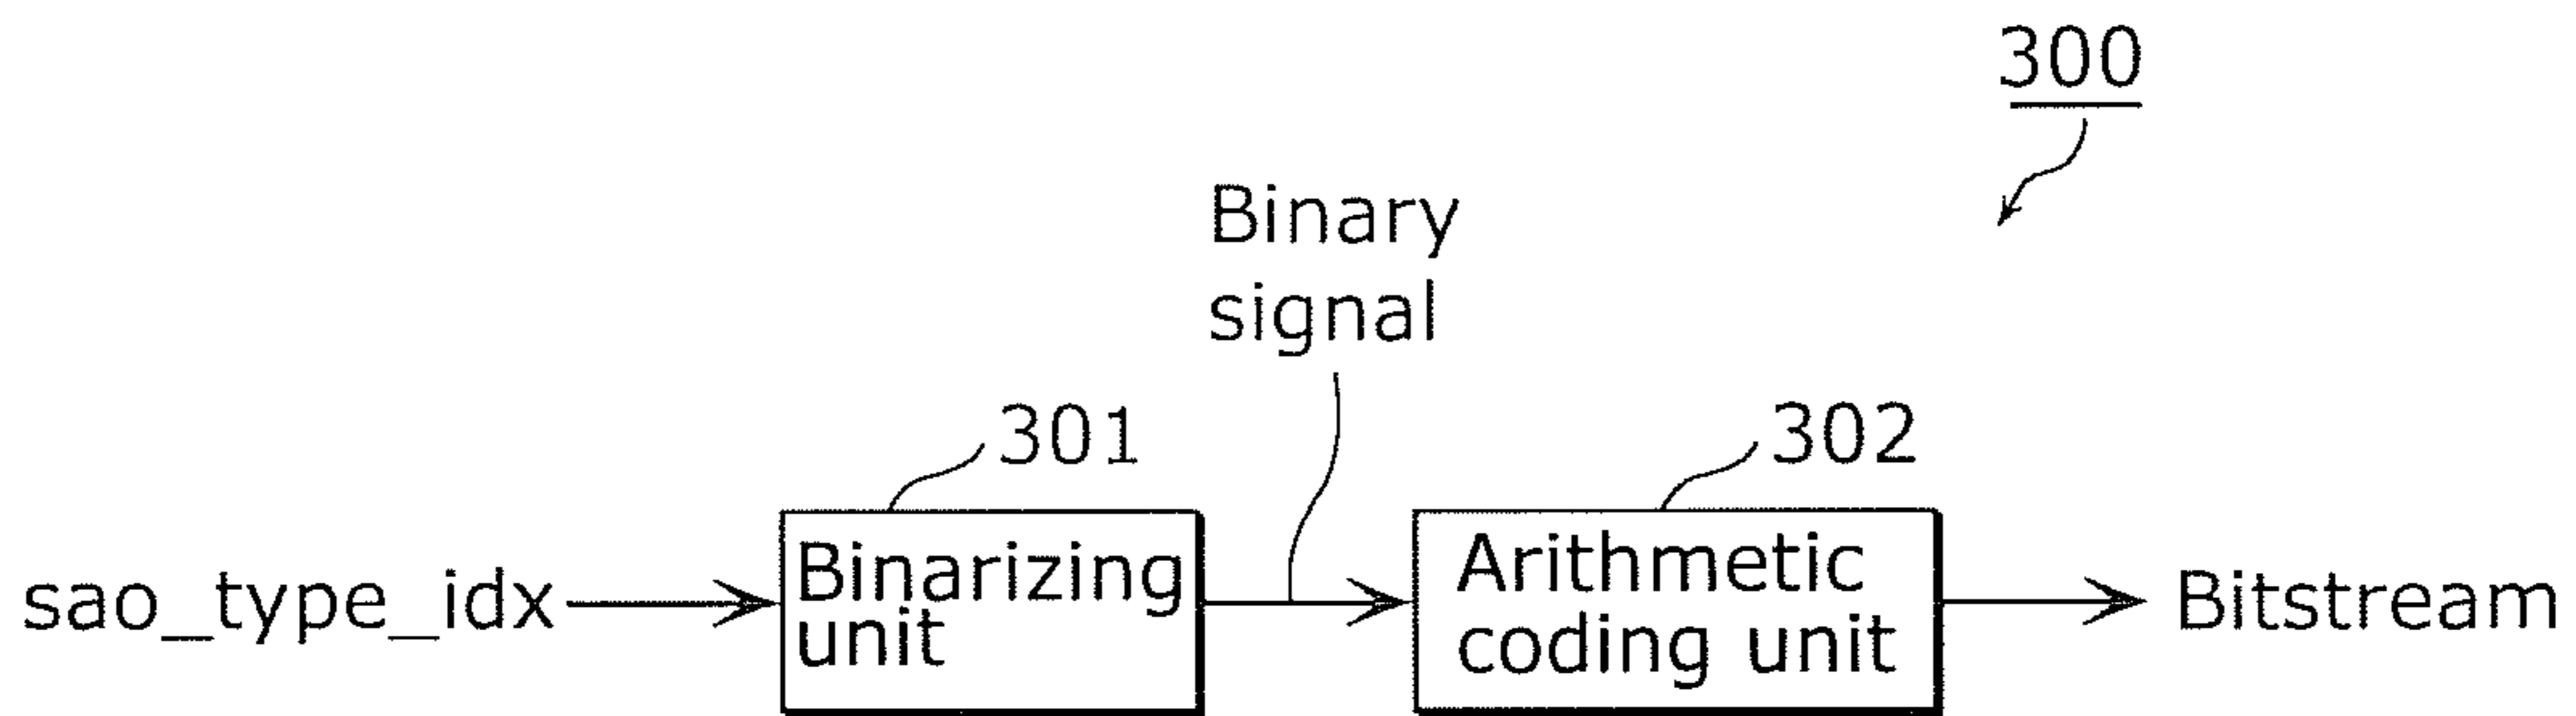 300
Binary
signal
301
302
sao_type_idx
Binarizing
unit
Arithmetic
coding unit
Bitstream